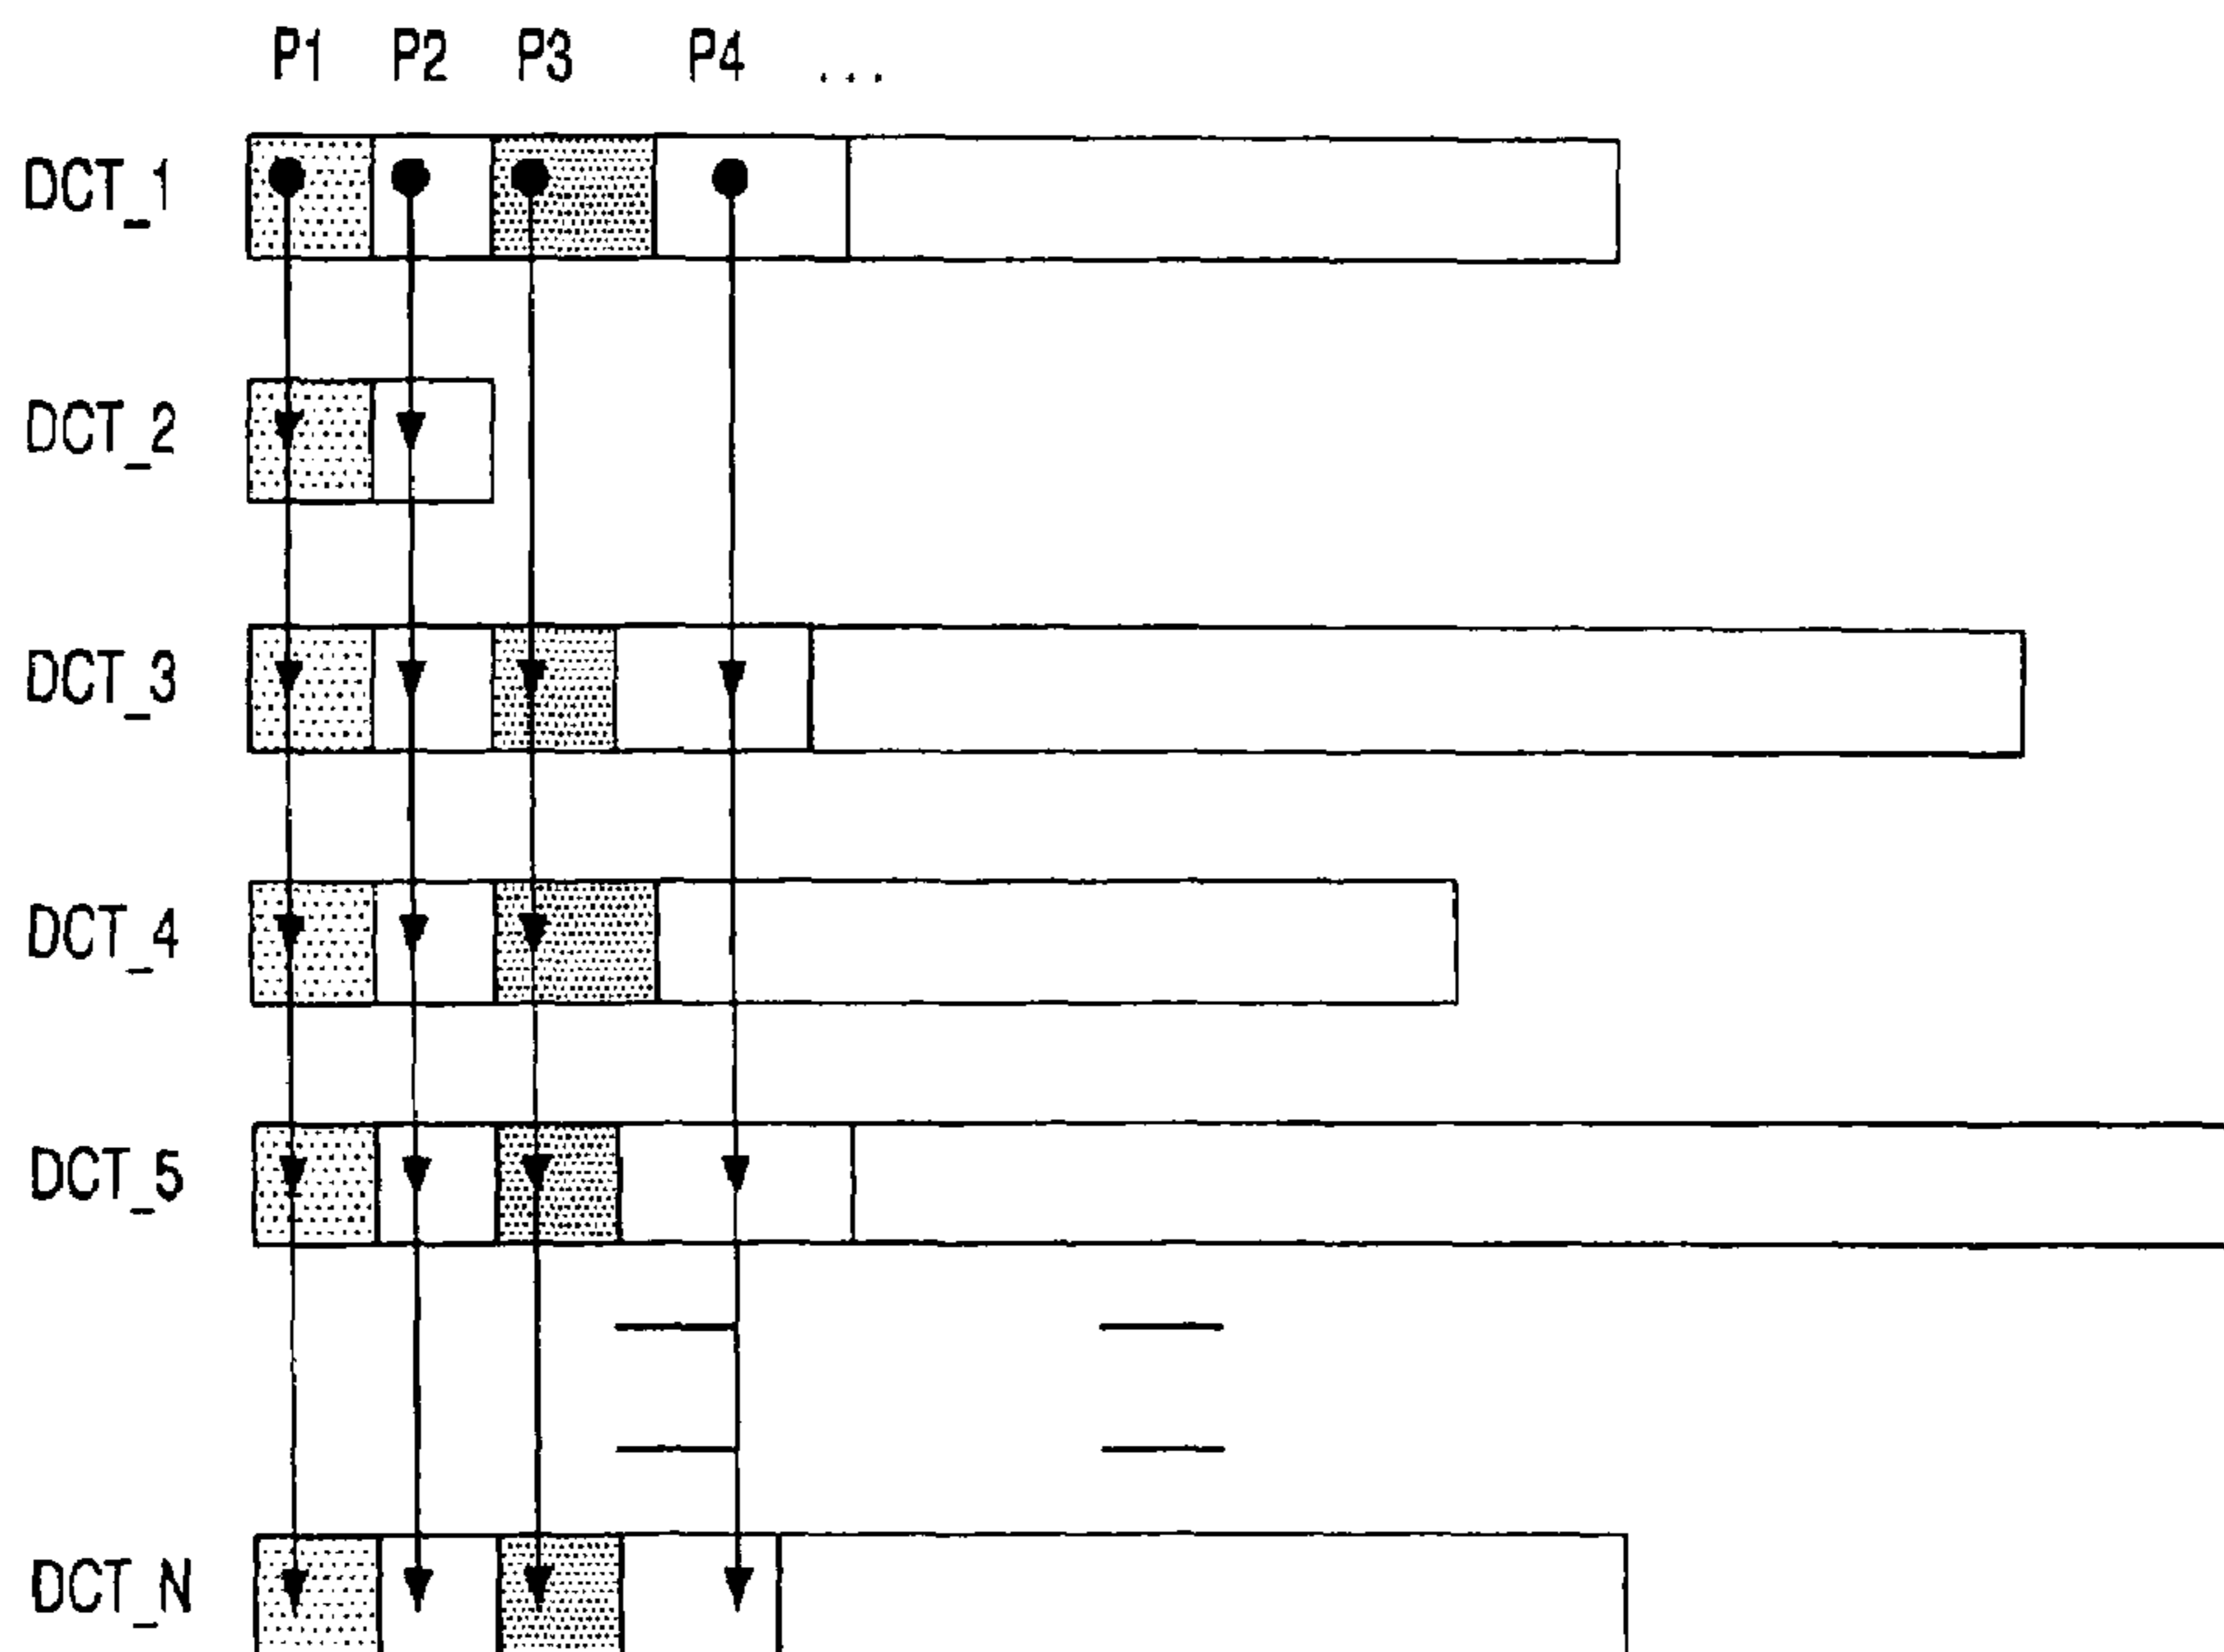 P1 P2 P3 P4 ...
DCT_1
DCT_2
DCT_3
DCT_4
DCT_5
DCT_N